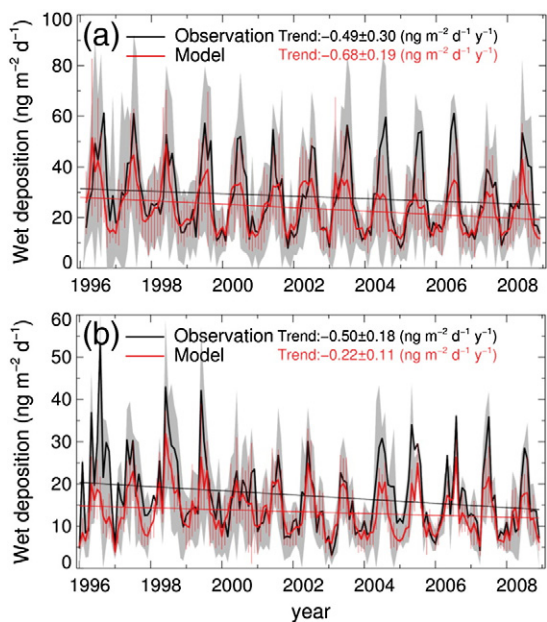 (a)
Observation Trend:−0.49±0.30 (ng m⁻² d⁻¹ y⁻¹)
Model Trend:−0.68±0.19 (ng m⁻² d⁻¹ y⁻¹)
Wet deposition (ng m⁻² d⁻¹)
100
80
60
40
20
0
1996 1998 2000 2002 2004 2006 2008
(b)
Observation Trend:−0.50±0.18 (ng m⁻² d⁻¹ y⁻¹)
Model Trend:−0.22±0.11 (ng m⁻² d⁻¹ y⁻¹)
Wet deposition (ng m⁻² d⁻¹)
60
50
40
30
20
10
0
1996 1998 2000 2002 2004 2006 2008
year